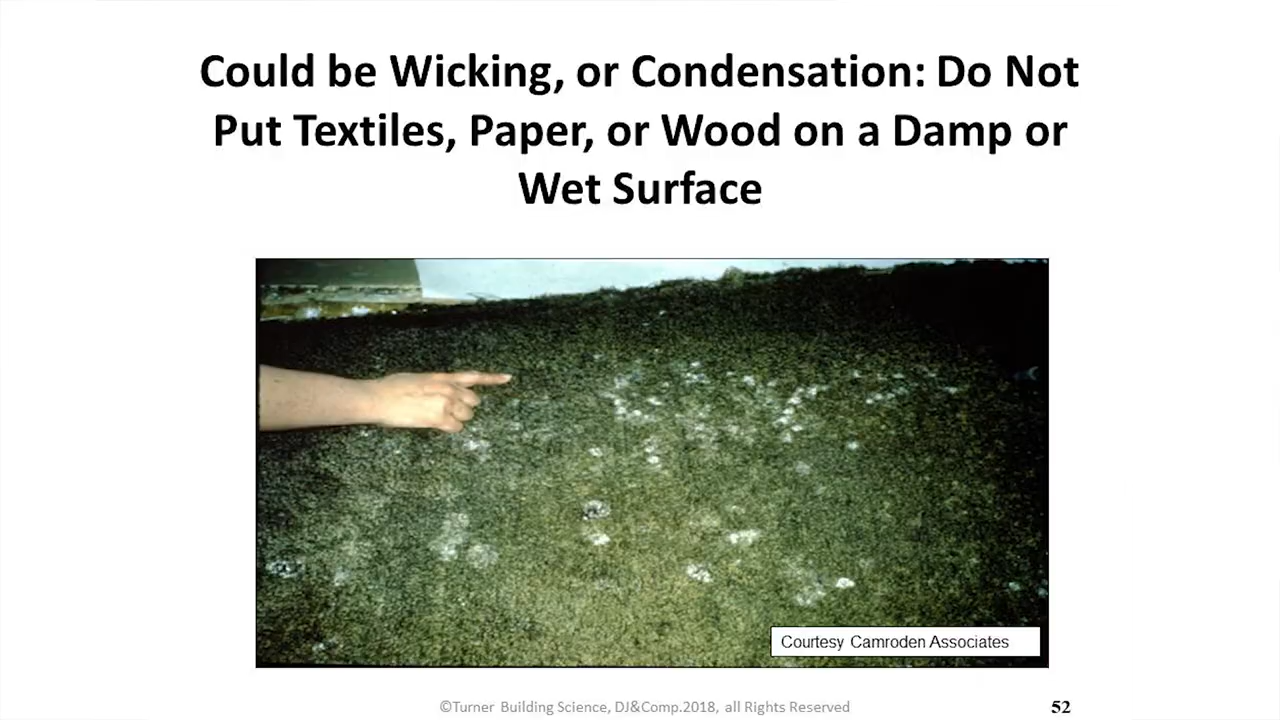 Could be Wicking, or Condensation: Do Not
Put Textiles, Paper, or Wood on a Damp or
Wet Surface
Courtesy Camroden Associates
©Turner Building Science, DJ&Comp.2018, all Rights Reserved
52